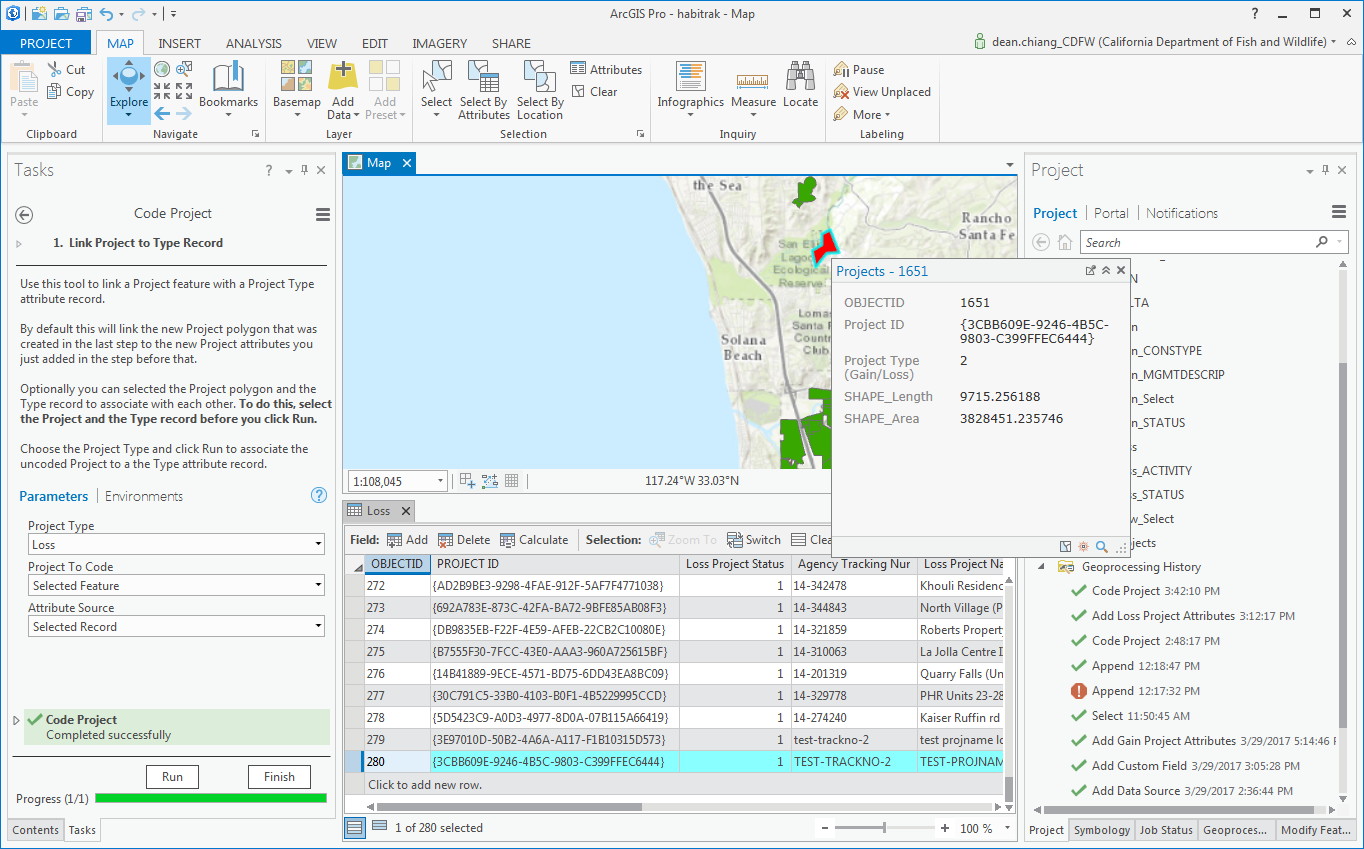 ArcGIS Pro - habitrak - Map
?
PROJECT MAP INSERT ANALYSIS VIEW EDIT IMAGERY SHARE
dean.chiang_CDFW (California Department of Fish and Wildlife)
Paste
Cut
Copy
Clipboard
Explore
Bookmarks
Navigate
Basemap
Add
Data
Add
Preset
Layer
Select
Select By
Attributes
Select By
Location
Attributes
Clear
Selection
Infographics
Measure
Locate
Inquiry
Pause
View Unplaced
More
Labeling
Tasks
?
Code Project
1. Link Project to Type Record
Use this tool to link a Project feature with a Project Type
attribute record.
By default this will link the new Project polygon that was
created in the last step to the new Project attributes you
just added in the step before that.
Optionally you can selected the Project polygon and the
Type record to associate with each other. To do this, select
the Project and the Type record before you click Run.
Choose the Project Type and click Run to associate the
uncoded Project to a the Type attribute record.
Parameters Environments
?
Project Type
Loss
Project To Code
Selected Feature
Attribute Source
Selected Record
Code Project
Completed successfully
Run Finish
Progress (1/1)
Contents Tasks
Map
the Sea
Rancho
Santa Fe
San El
Lagoo
Ecological
Reserve
Lomas
Santa F
Countr
Club
Solana
Beach
Projects - 1651
OBJECTID 1651
Project ID {3CBB609E-9246-4B5C-
9803-C399FFEC6444}
Project Type 2
(Gain/Loss)
SHAPE_Length 9715.256188
SHAPE_Area 3828451.235746
1:108,045
117.24°W 33.03°N
Loss
Field: Add Delete Calculate Selection: Zoom To Switch Clea
OBJECTID PROJECT ID Loss Project Status Agency Tracking Nur Loss Project Na
272 {AD2B9BE3-9298-4FAE-912F-5AF7F4771038} 1 14-342478 Khouli Residenc
273 {692A783E-873C-42FA-BA72-9BFE85AB08F3} 1 14-344843 North Village (P
274 {DB9835EB-F22F-4E59-AFEB-22CB2C10080E} 1 14-321859 Roberts Property
275 {B7555F30-7FCC-43E0-AAA3-960A725615BF} 1 14-310063 La Jolla Centre I
276 {14B41889-9ECE-4571-BD75-6DD43EA8BC09} 1 14-201319 Quarry Falls (Un
277 {30C791C5-33B0-4103-B0F1-4B5229995CCD} 1 14-329778 PHR Units 23-28
278 {5D5423C9-A0D3-4977-8D0A-07B115A66419} 1 14-274240 Kaiser Ruffin rd
279 {3E97010D-50B2-4A6A-A117-F1B10315D573} 1 test-trackno-2 test projname lo
280 {3CBB609E-9246-4B5C-9803-C399FFEC6444} 1 TEST-TRACKNO-2 TEST-PROJNAM
Click to add new row.
1 of 280 selected
100 %
Project
Project Portal Notifications
Search
N
LTA
n
n_CONSTYPE
n_MGMTDESCRIP
n_Select
n_STATUS
s
ss_ACTIVITY
ss_STATUS
w_Select
jects
Geoprocessing History
Code Project 3:42:10 PM
Add Loss Project Attributes 3:12:17 PM
Code Project 2:48:17 PM
Append 12:18:47 PM
Append 12:17:32 PM
Select 11:50:45 AM
Add Gain Project Attributes 3/29/2017 5:14:46 F
Add Custom Field 3/29/2017 3:05:28 PM
Add Data Source 3/29/2017 2:36:44 PM
Project Symbology Job Status Geoproces... Modify Feat...